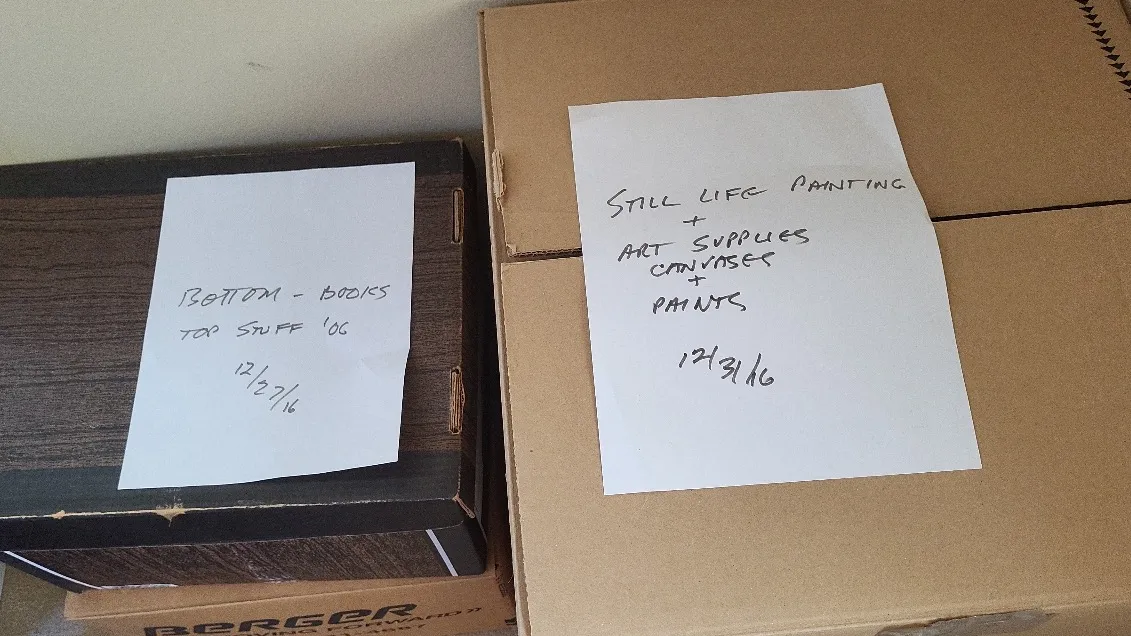 BOTTOM - BOOKS
TOP STUFF '06
12/27/16
STILL LIFE PAINTING
+
ART SUPPLIES
CANVASES
+
PAINTS
12/31/16
BERGER
FORWARD»